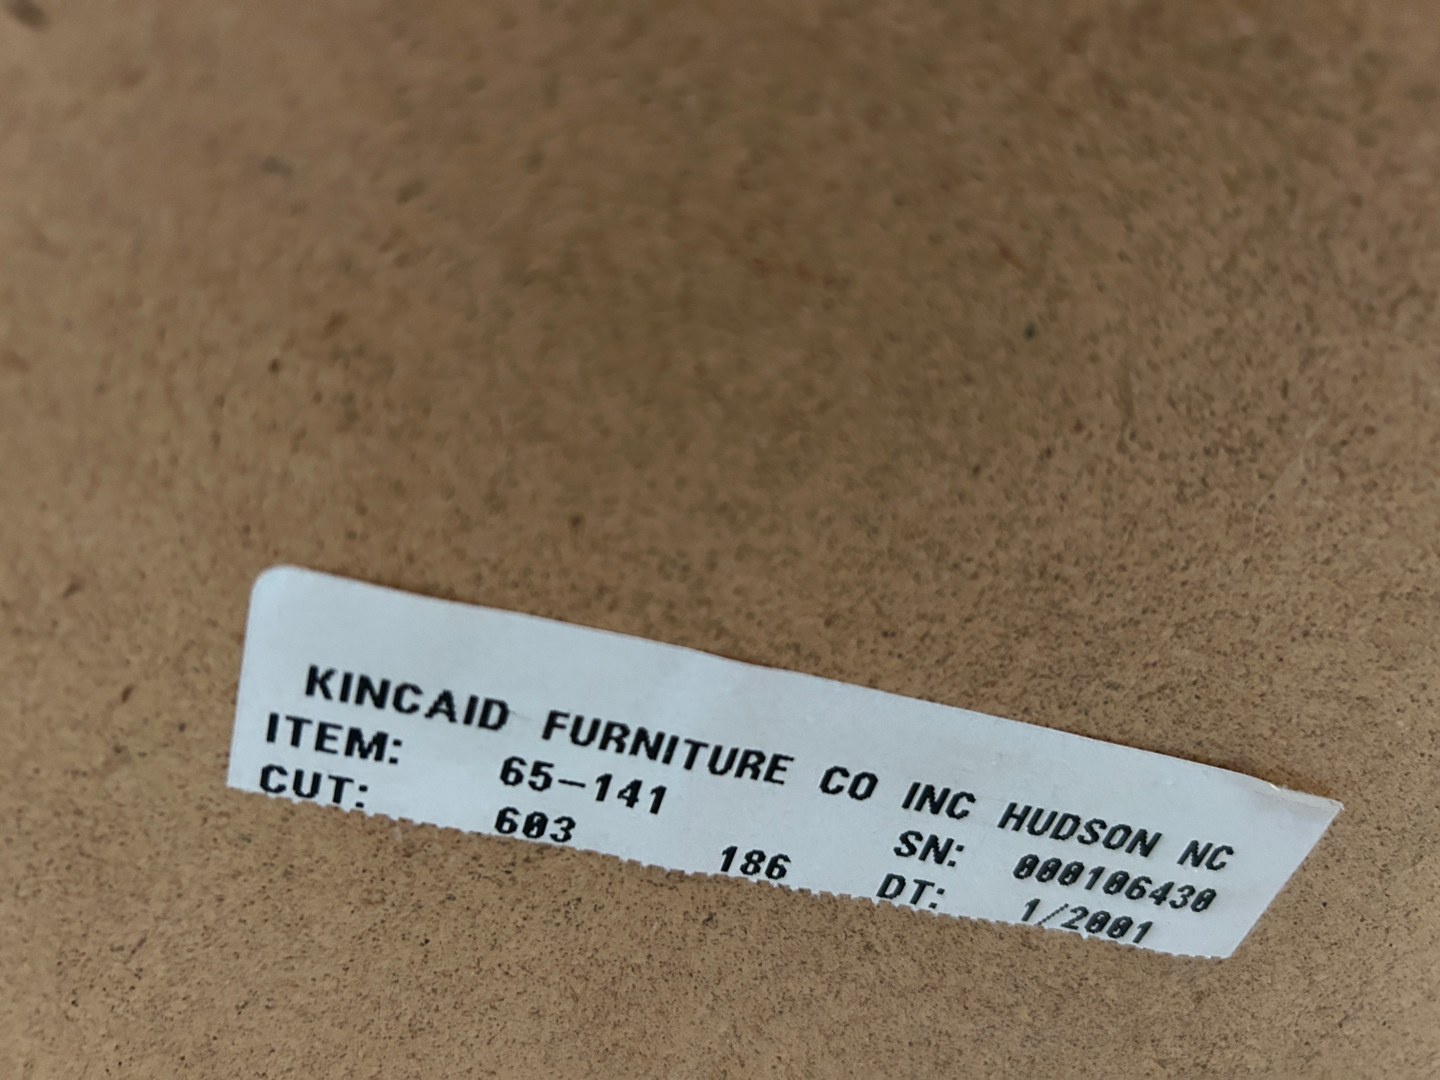 KINCAID FURNITURE CO INC HUDSON NC
ITEM: 65-141 SN: 000106430
CUT: 603 186 DT: 1/2001